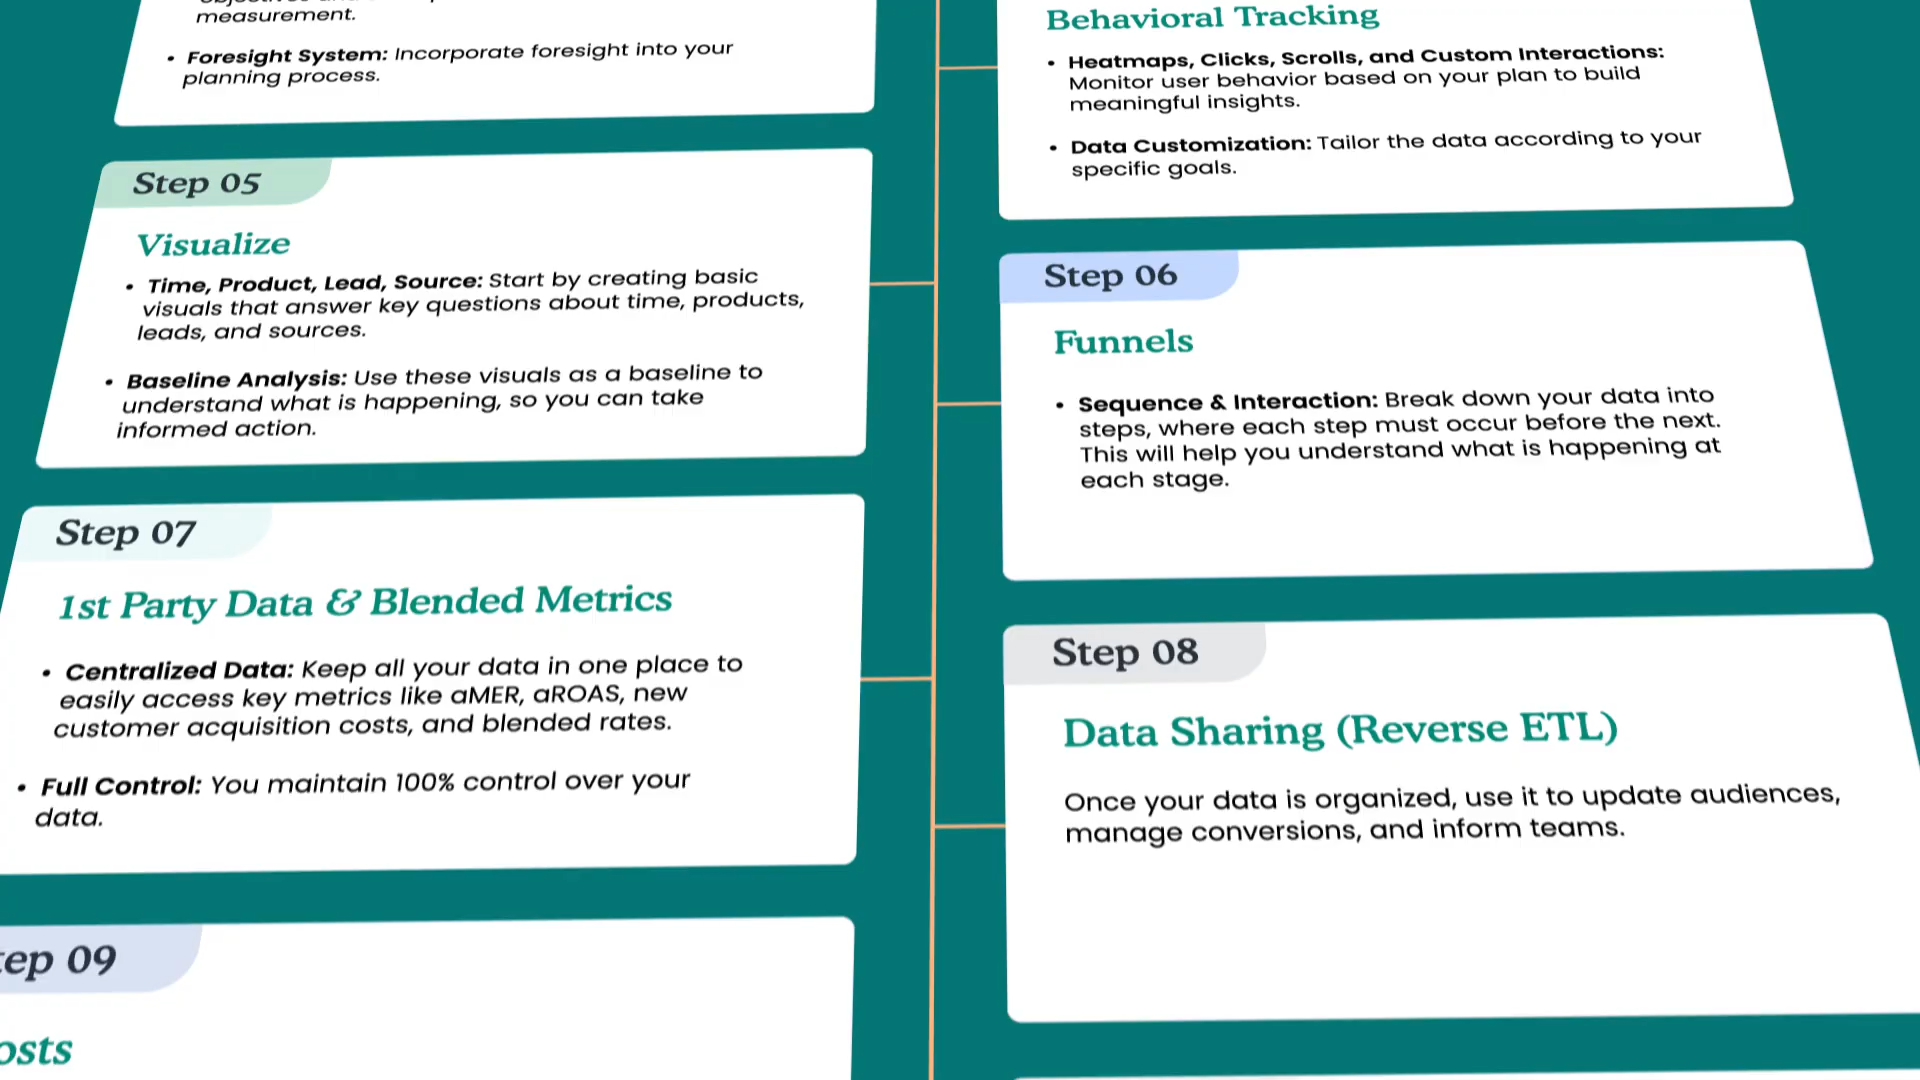 measurement.
• Foresight System: Incorporate foresight into your
planning process.
Behavioral Tracking
• Heatmaps, Clicks, Scrolls, and Custom Interactions:
Monitor user behavior based on your plan to build
meaningful insights.
• Data Customization: Tailor the data according to your
specific goals.
Step 05
Visualize
• Time, Product, Lead, Source: Start by creating basic
visuals that answer key questions about time, products,
leads, and sources.
• Baseline Analysis: Use these visuals as a baseline to
understand what is happening, so you can take
informed action.
Step 06
Funnels
• Sequence & Interaction: Break down your data into
steps, where each step must occur before the next.
This will help you understand what is happening at
each stage.
Step 07
1st Party Data & Blended Metrics
• Centralized Data: Keep all your data in one place to
easily access key metrics like aMER, aROAS, new
customer acquisition costs, and blended rates.
• Full Control: You maintain 100% control over your
data.
Step 08
Data Sharing (Reverse ETL)
Once your data is organized, use it to update audiences,
manage conversions, and inform teams.
ep 09
osts